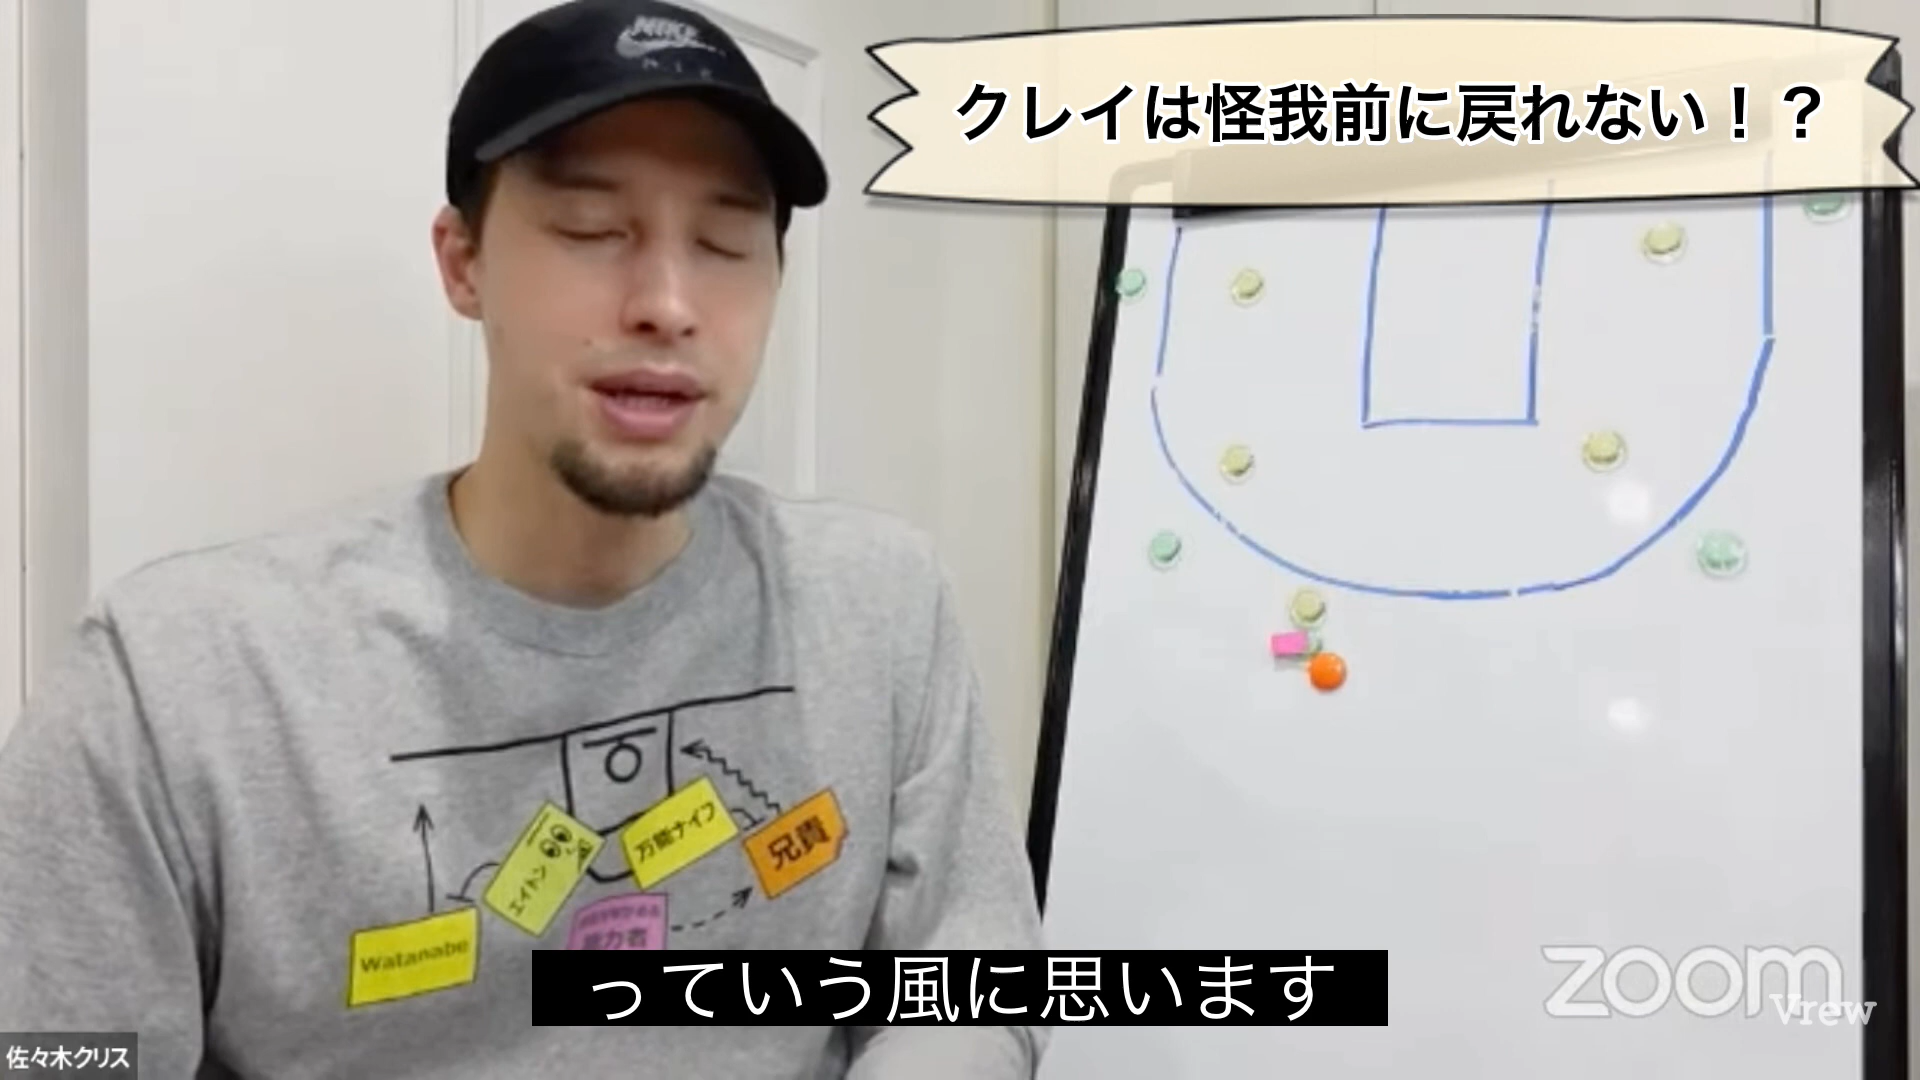 NIKE
AIR
クレイは怪我前に戻れない！？
万能ナイフ
兄貴
エイトン
能力者
Watanabe
っていう風に思います
zoom
Vrew
佐々木クリス